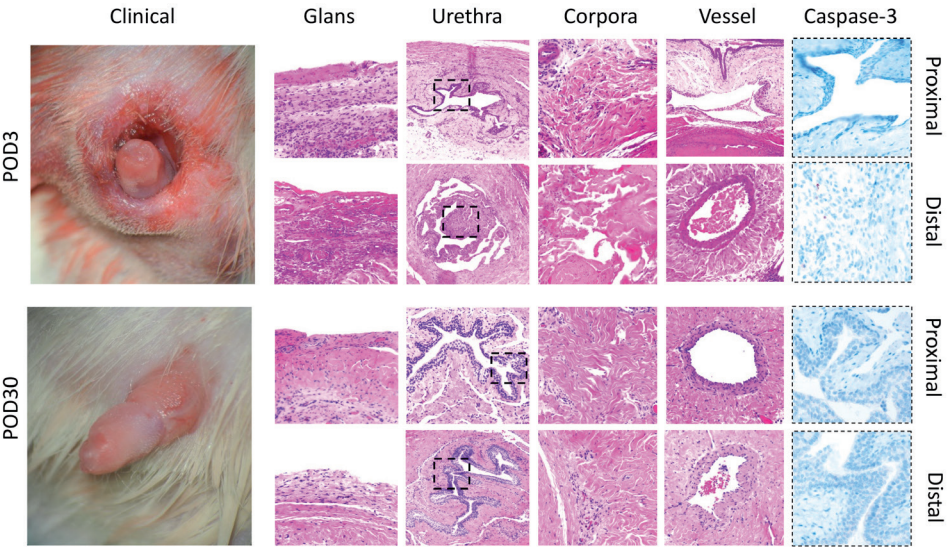 Clinical Glans Urethra Corpora Vessel Caspase-3
POD3
Proximal
Distal
POD30
Proximal
Distal